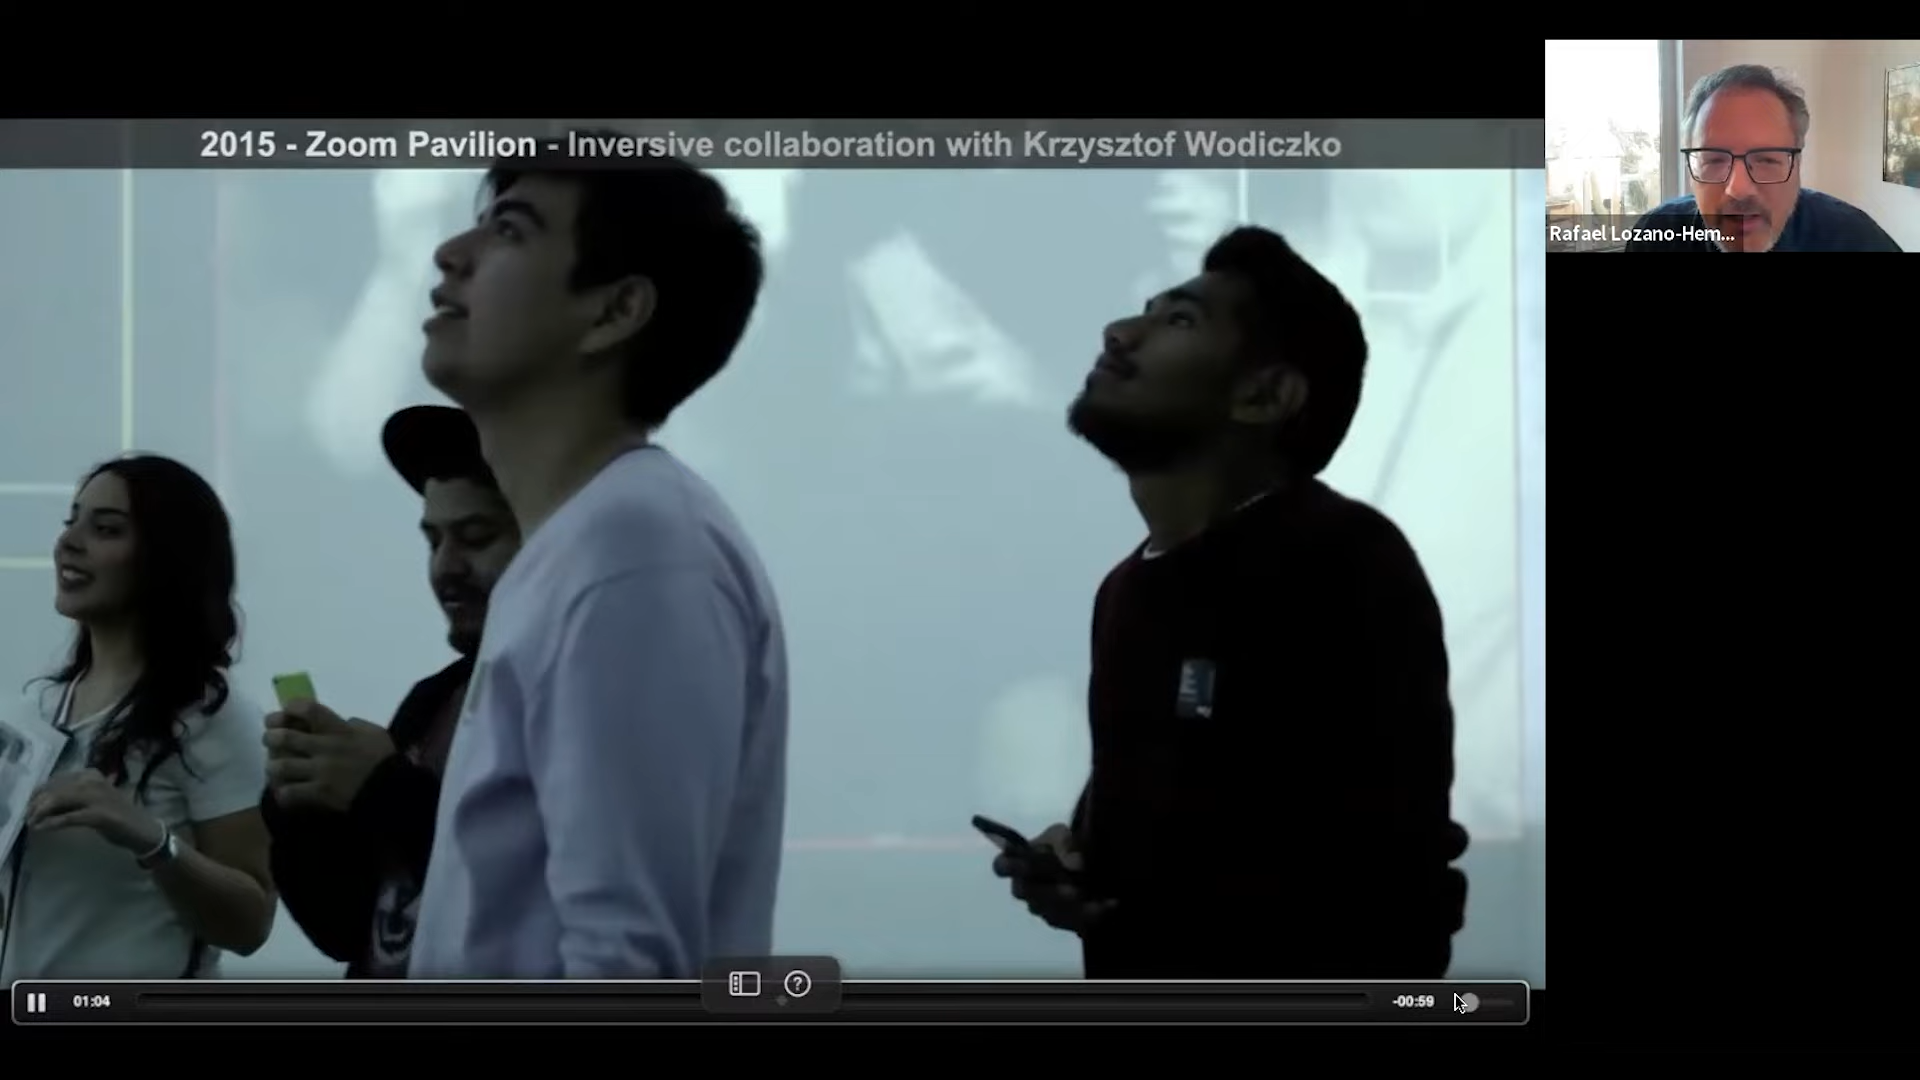 2015 - Zoom Pavilion - Inversive collaboration with Krzysztof Wodiczko
Rafael Lozano-Hem...
01:04
-00:59